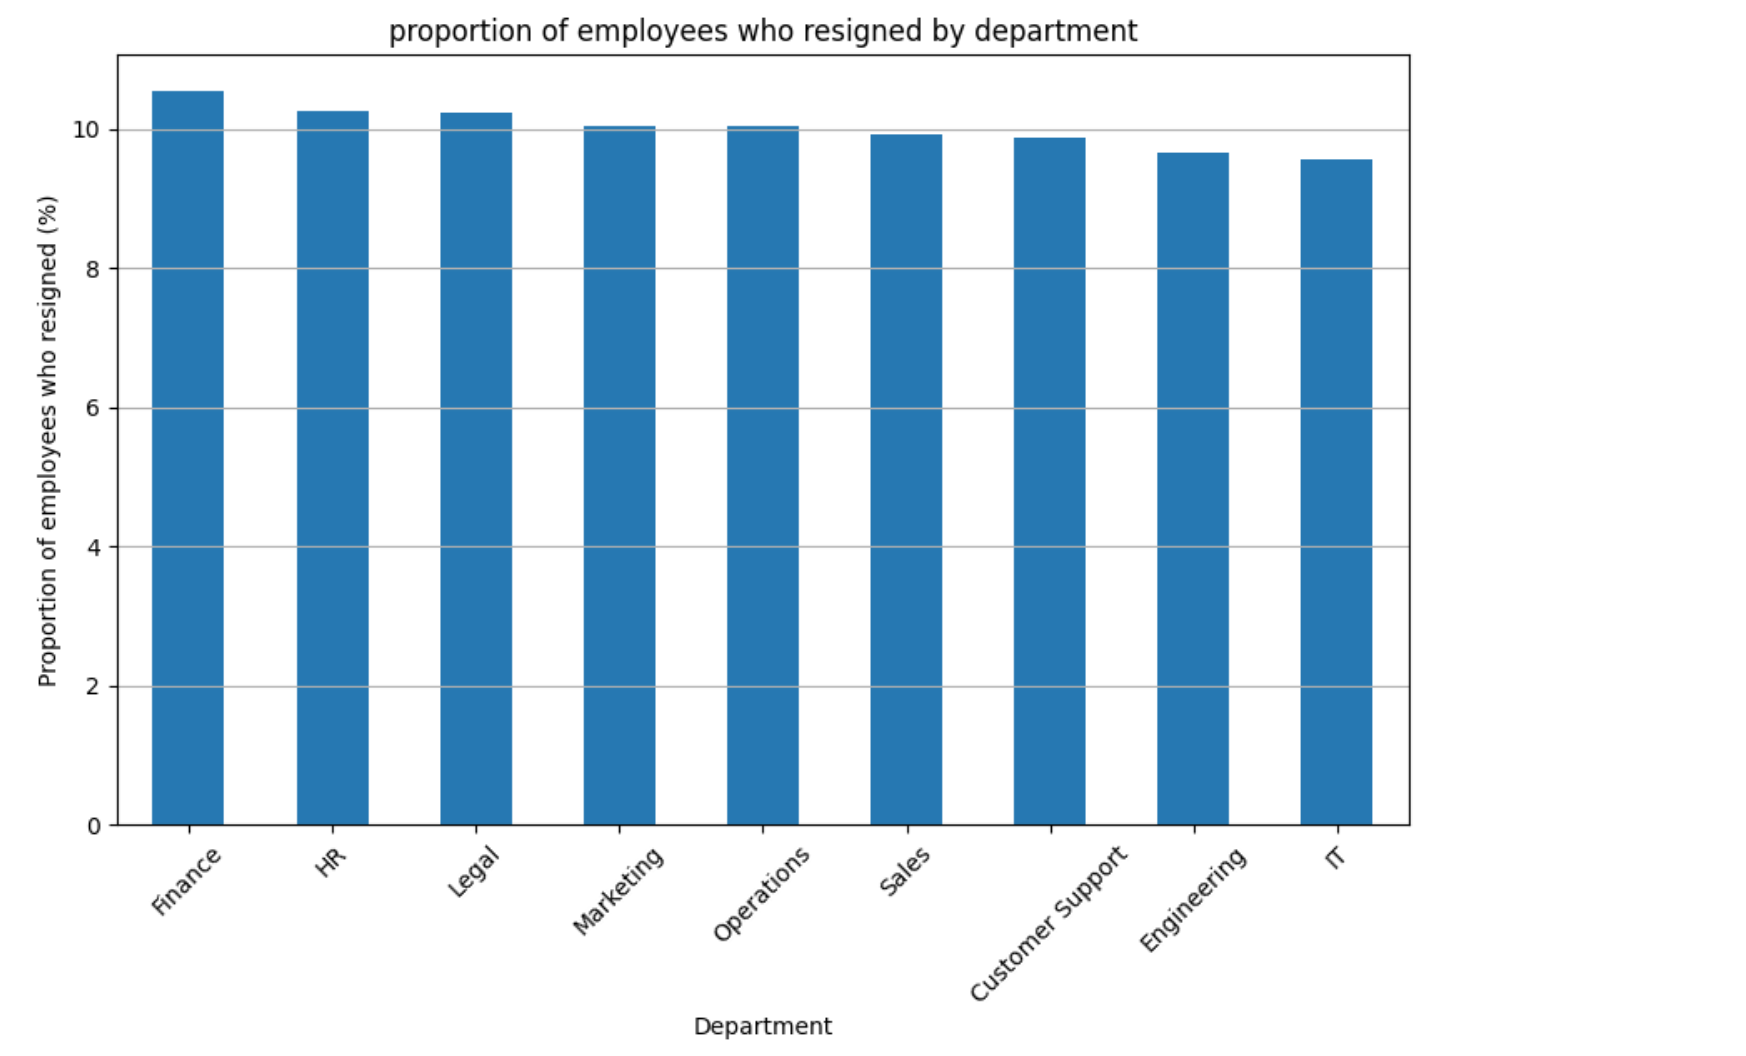 proportion of employees who resigned by department
Proportion of employees who resigned (%)
10
8
6
4
2
0
Finance
HR
Legal
Marketing
Operations
Sales
Customer Support
Engineering
IT
Department